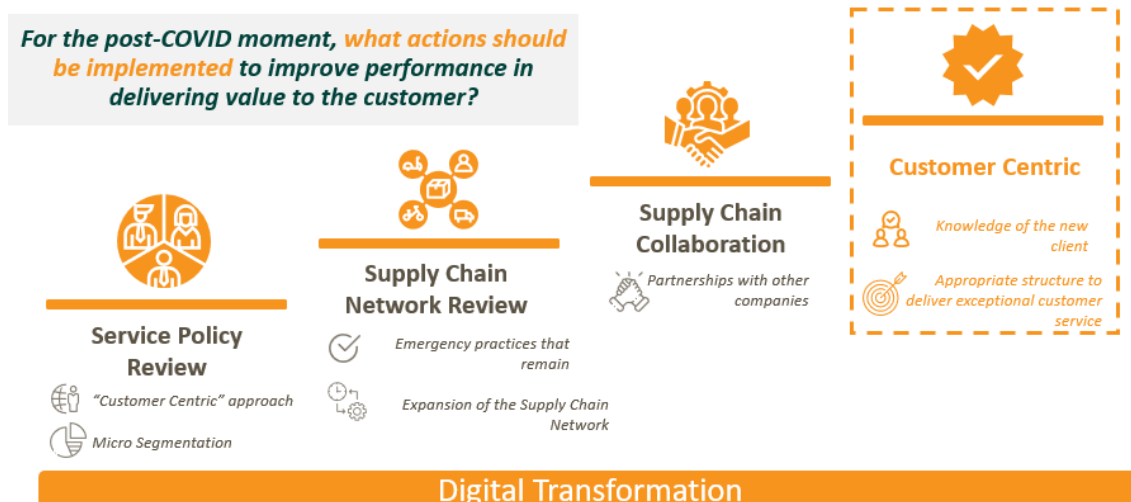 For the post-COVID moment, what actions should
be implemented to improve performance in
delivering value to the customer?
Service Policy
Review
"Customer Centric" approach
Micro Segmentation
Supply Chain
Network Review
Emergency practices that
remain
Expansion of the Supply Chain
Network
Supply Chain
Collaboration
Partnerships with other
companies
Customer Centric
Knowledge of the new
client
Appropriate structure to
deliver exceptional customer
service
Digital Transformation